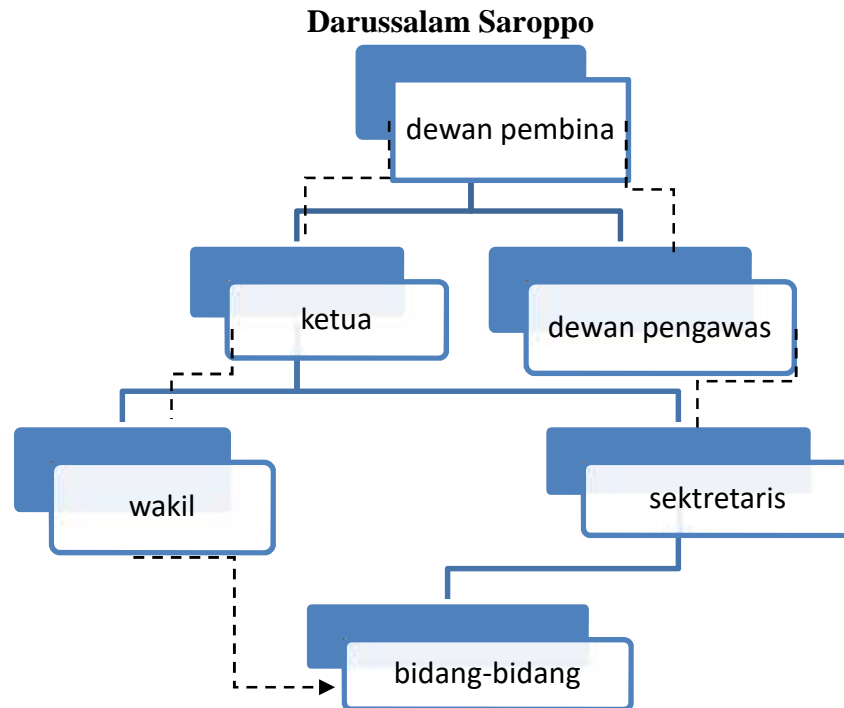 Darussalam Saroppo
dewan pembina
ketua
dewan pengawas
wakil
sektretaris
bidang-bidang